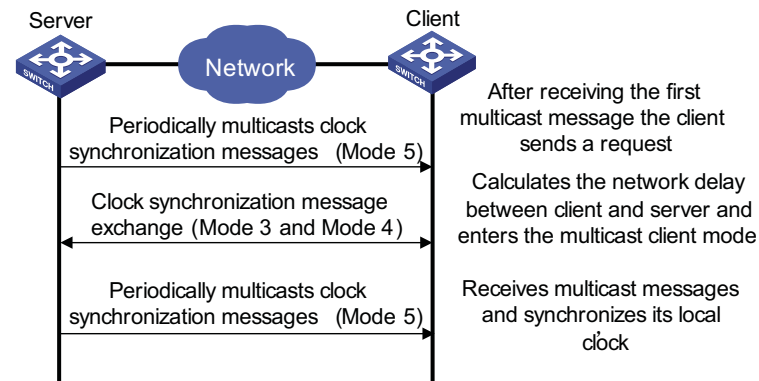 Server
Client
SWITCH
Network
SWITCH
Periodically multicasts clock
synchronization messages (Mode 5)
After receiving the first
multicast message the client
sends a request
Clock synchronization message
exchange (Mode 3 and Mode 4)
Calculates the network delay
between client and server and
enters the multicast client mode
Periodically multicasts clock
synchronization messages (Mode 5)
Receives multicast messages
and synchronizes its local
clock